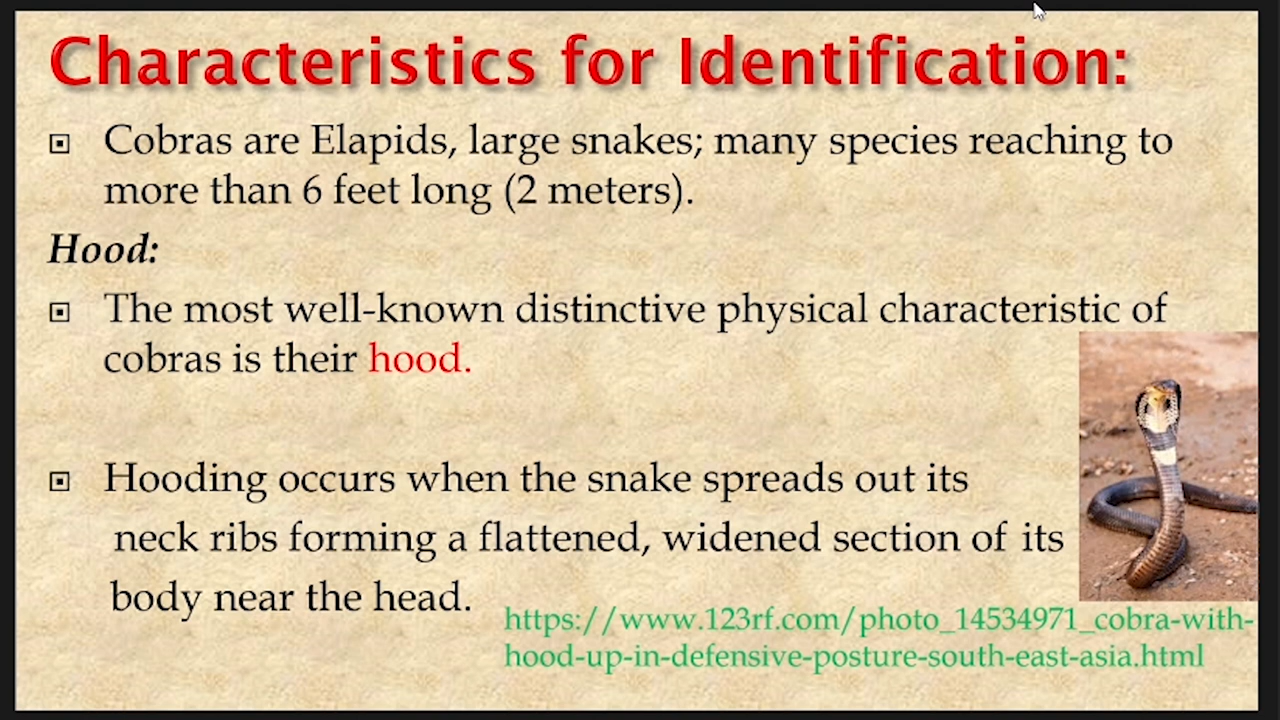 Characteristics for Identification:
Cobras are Elapids, large snakes; many species reaching to
more than 6 feet long (2 meters).
Hood:
The most well-known distinctive physical characteristic of
cobras is their hood.
Hooding occurs when the snake spreads out its
neck ribs forming a flattened, widened section of its
body near the head.
https://www.123rf.com/photo_14534971_cobra-with-
hood-up-in-defensive-posture-south-east-asia.html